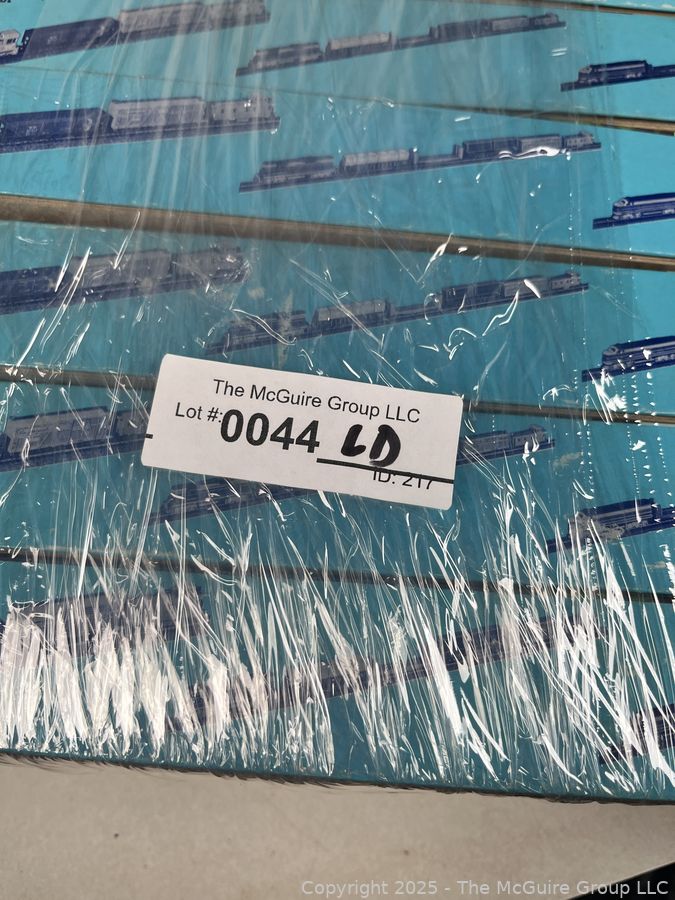 The McGuire Group LLC
Lot #: 0044 LD
ID: 217
Copyright 2025 - The McGuire Group LLC